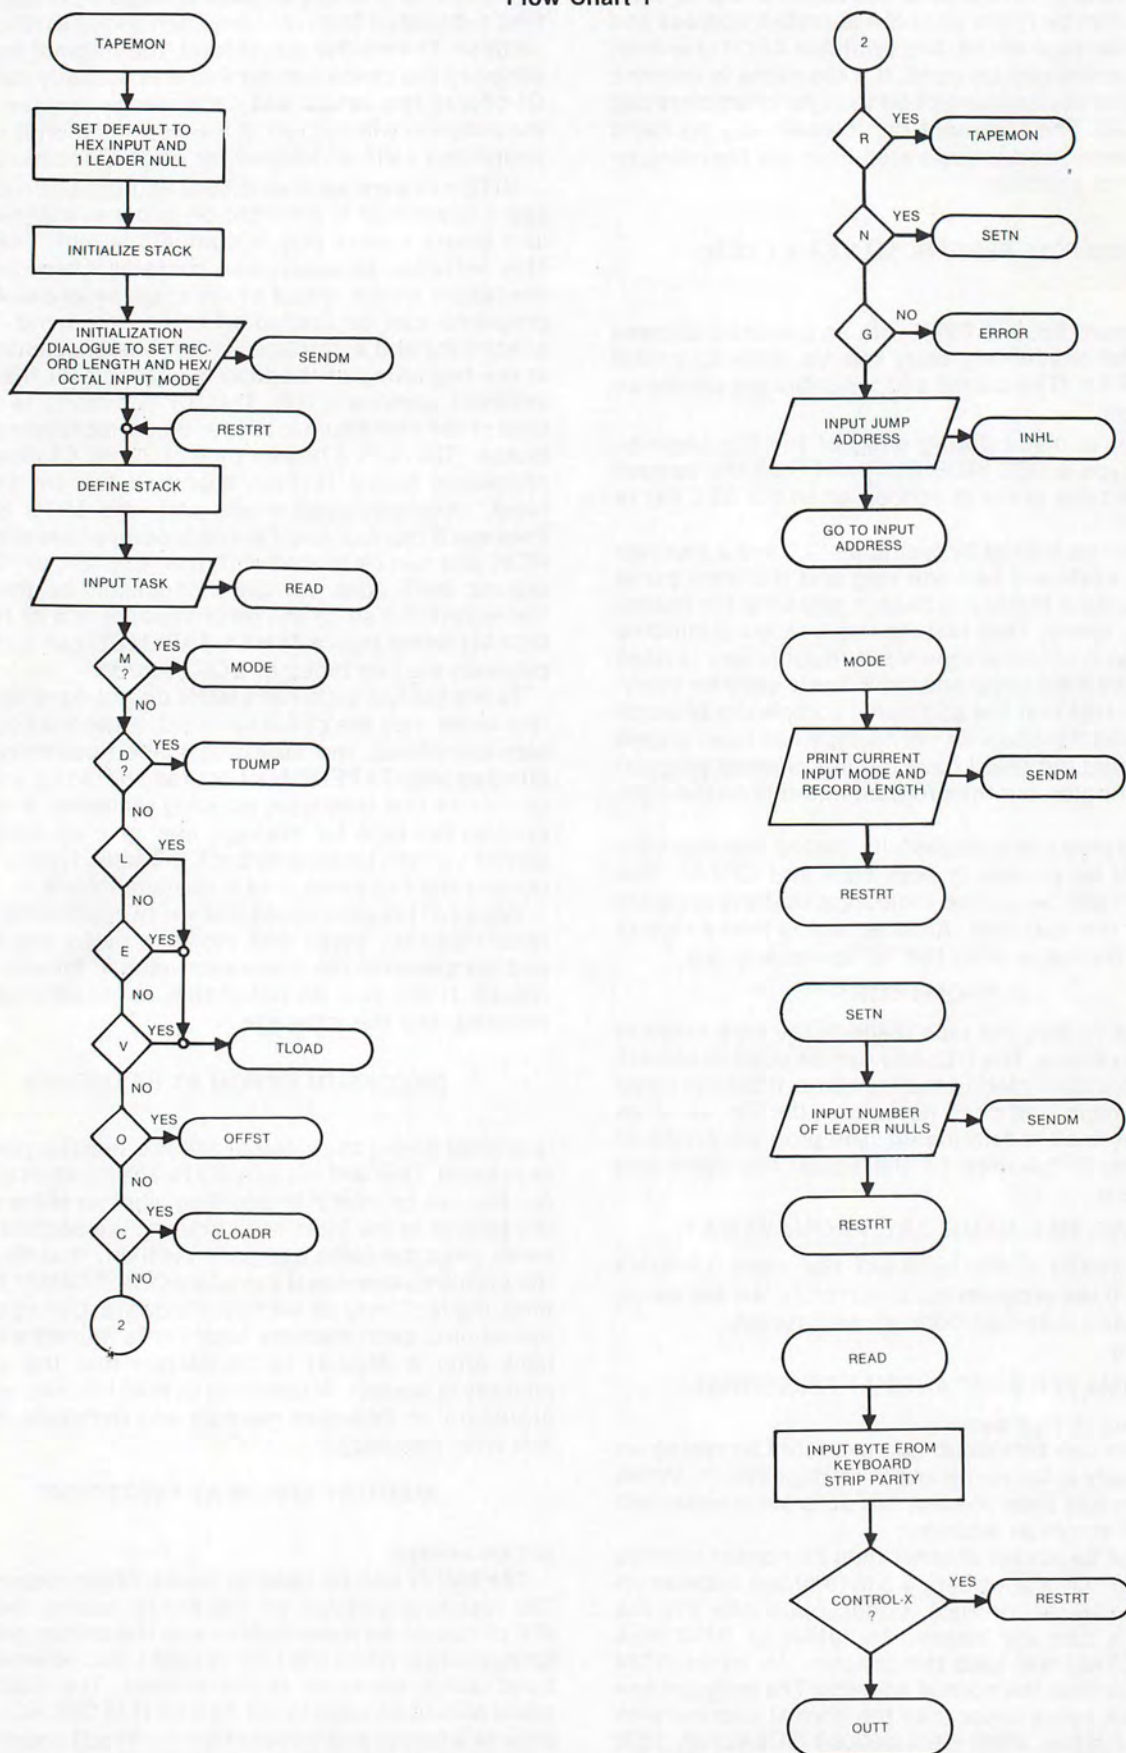 Flow Chart 1
TAPEMON
SET DEFAULT TO
HEX INPUT AND
1 LEADER NULL
INITIALIZE STACK
INITIALIZATION
DIALOGUE TO SET REC-
ORD LENGTH AND HEX/
OCTAL INPUT MODE
SENDM
RESTRT
DEFINE STACK
INPUT TASK
READ
M
?
YES
MODE
NO
D
?
YES
TDUMP
NO
L
YES
NO
E
YES
NO
V
YES
TLOAD
NO
O
YES
OFFST
NO
C
YES
CLOADR
NO
2
2
R
YES
TAPEMON
N
YES
SETN
G
NO
ERROR
INPUT JUMP
ADDRESS
INHL
GO TO INPUT
ADDRESS
MODE
PRINT CURRENT
INPUT MODE AND
RECORD LENGTH
SENDM
RESTRT
SETN
INPUT NUMBER
OF LEADER NULLS
SENDM
RESTRT
READ
INPUT BYTE FROM
KEYBOARD
STRIP PARITY
CONTROL-X
?
YES
RESTRT
OUTT